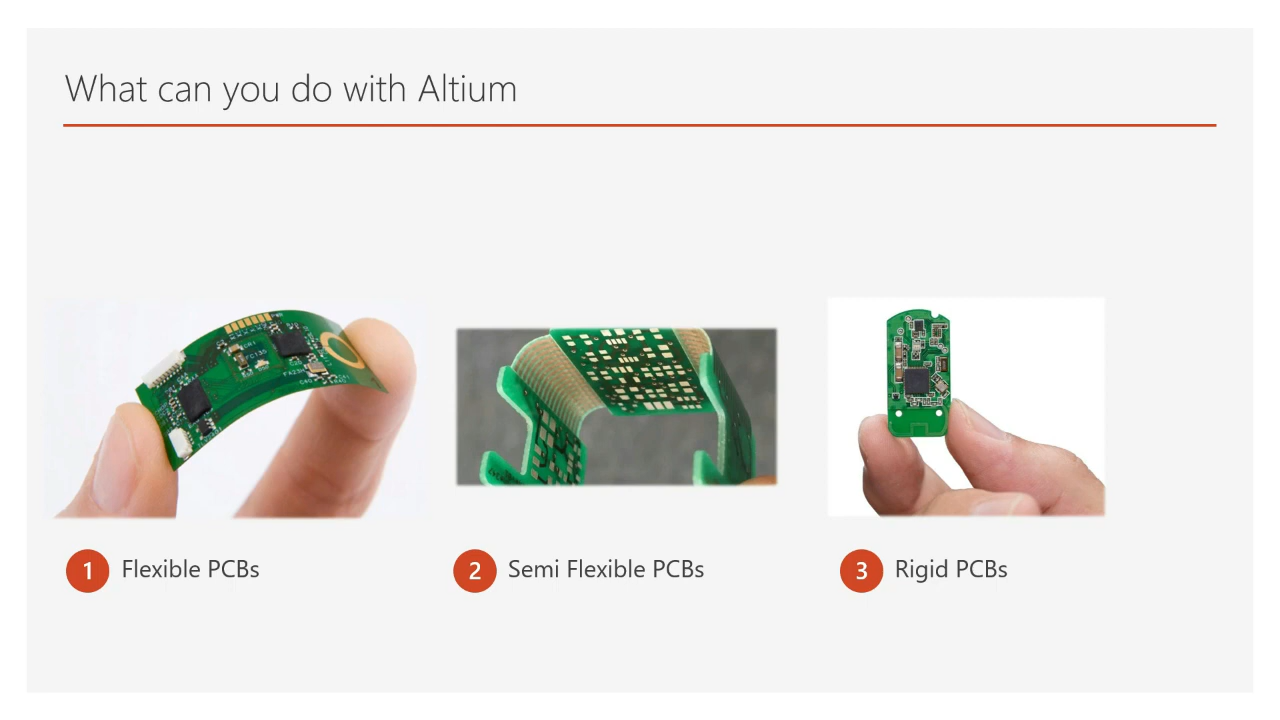 What can you do with Altium
1 Flexible PCBs
2 Semi Flexible PCBs
3 Rigid PCBs